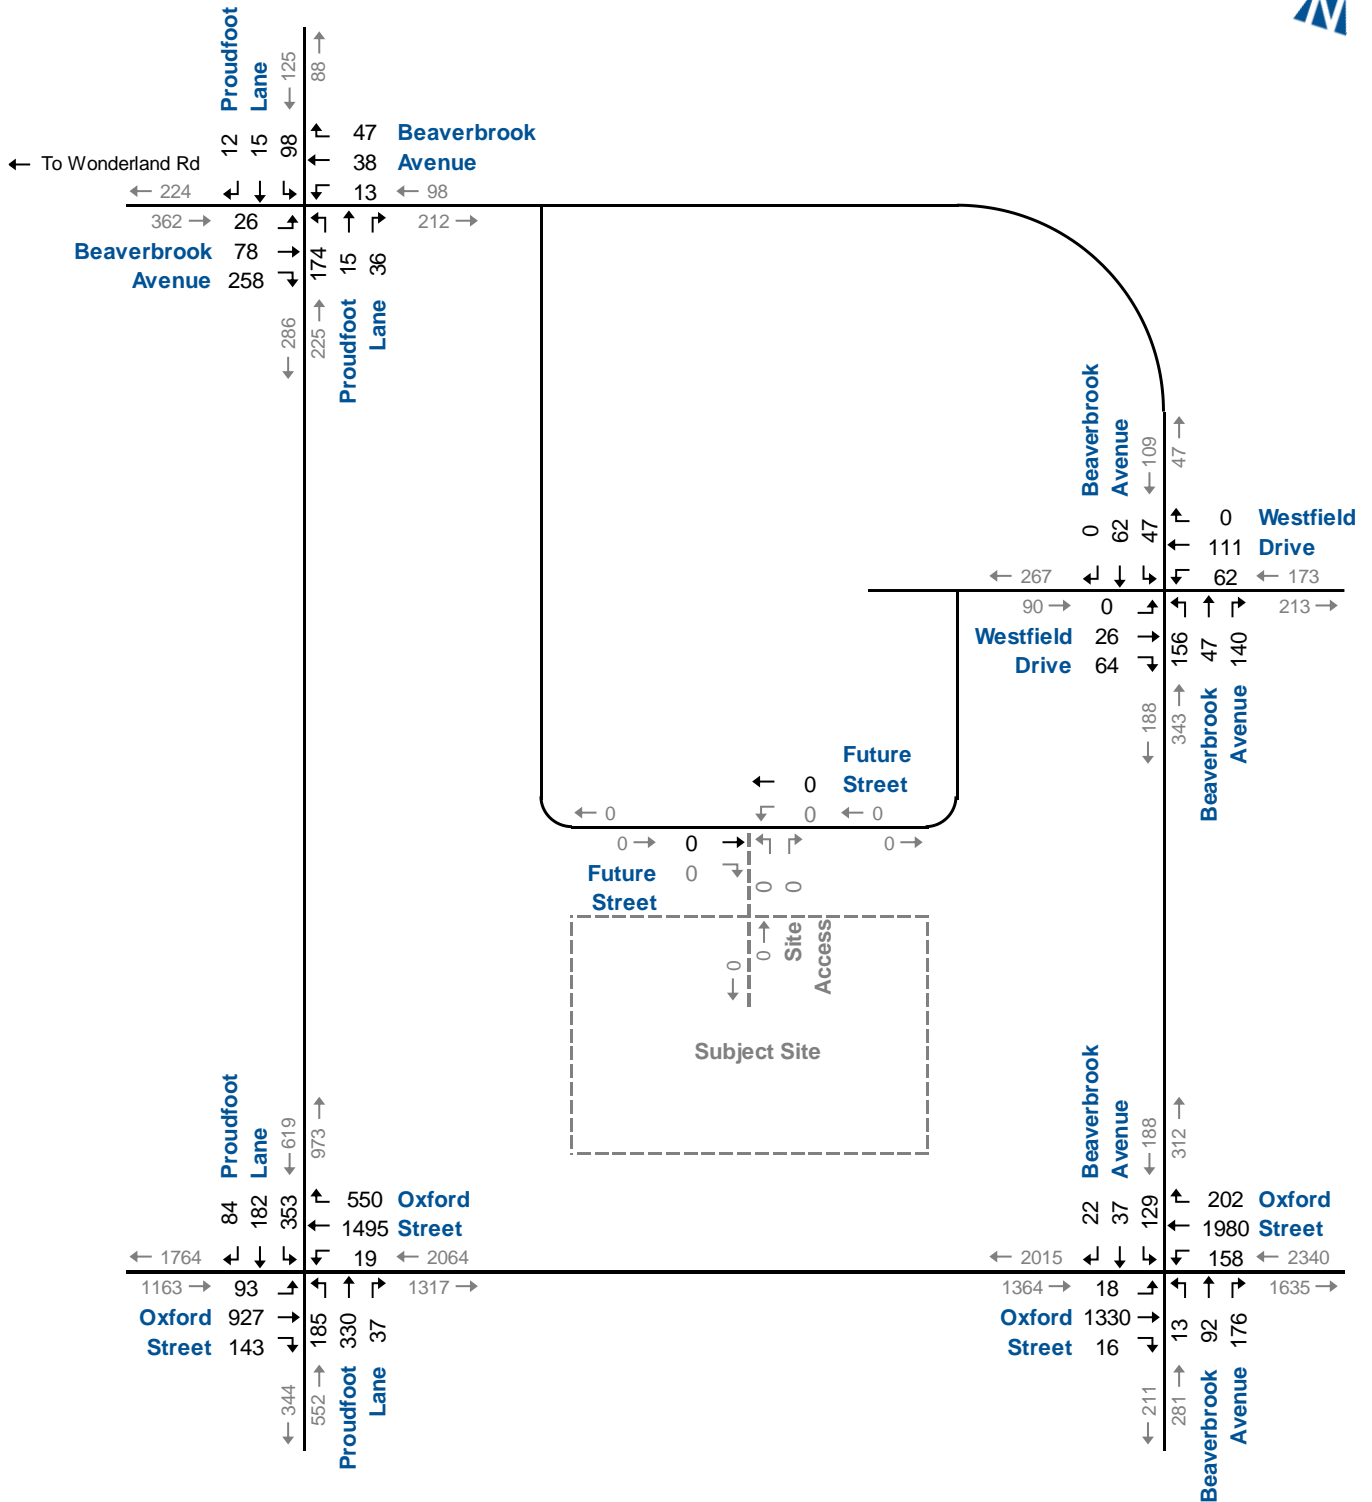 N
Proudfoot
Lane
← 125
88 →
12
15
98
47 Beaverbrook
38 Avenue
13 ← 98
← To Wonderland Rd
← 224
362 → 26
Beaverbrook 78
Avenue 258
212 →
174
15
36
← 286
225 →
Proudfoot
Lane
Beaverbrook
Avenue
← 109
47 →
0
62
47
0 Westfield
111 Drive
62 ← 173
← 267
90 → 0
Westfield 26
Drive 64
213 →
156
47
140
← 188
343 →
Beaverbrook
Avenue
Future
← 0 Street
0 ← 0
← 0
0 → 0
0 →
Future 0
Street
0
0
← 0
0 →
Site
Access
Subject Site
Proudfoot
Lane
← 619
973 →
84
182
353
550 Oxford
1495 Street
19 ← 2064
← 1764
1163 → 93
Oxford 927
Street 143
1317 →
185
330
37
← 344
552 →
Proudfoot
Lane
Beaverbrook
Avenue
← 188
312 →
22
37
129
202 Oxford
1980 Street
158 ← 2340
← 2015
1364 → 18
Oxford 1330
Street 16
1635 →
13
92
176
← 211
281 →
Beaverbrook
Avenue